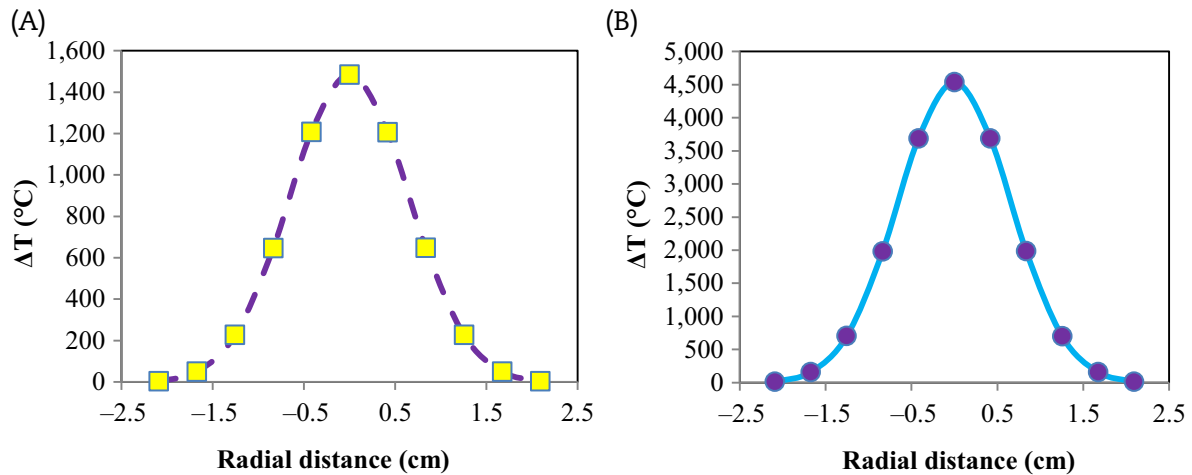 (A)
1,600
1,400
1,200
1,000
800
600
400
200
0
ΔT (°C)
–2.5 –1.5 –0.5 0.5 1.5 2.5
Radial distance (cm)
(B)
5,000
4,500
4,000
3,500
3,000
2,500
2,000
1,500
1,000
500
0
ΔT (°C)
–2.5 –1.5 –0.5 0.5 1.5 2.5
Radial distance (cm)